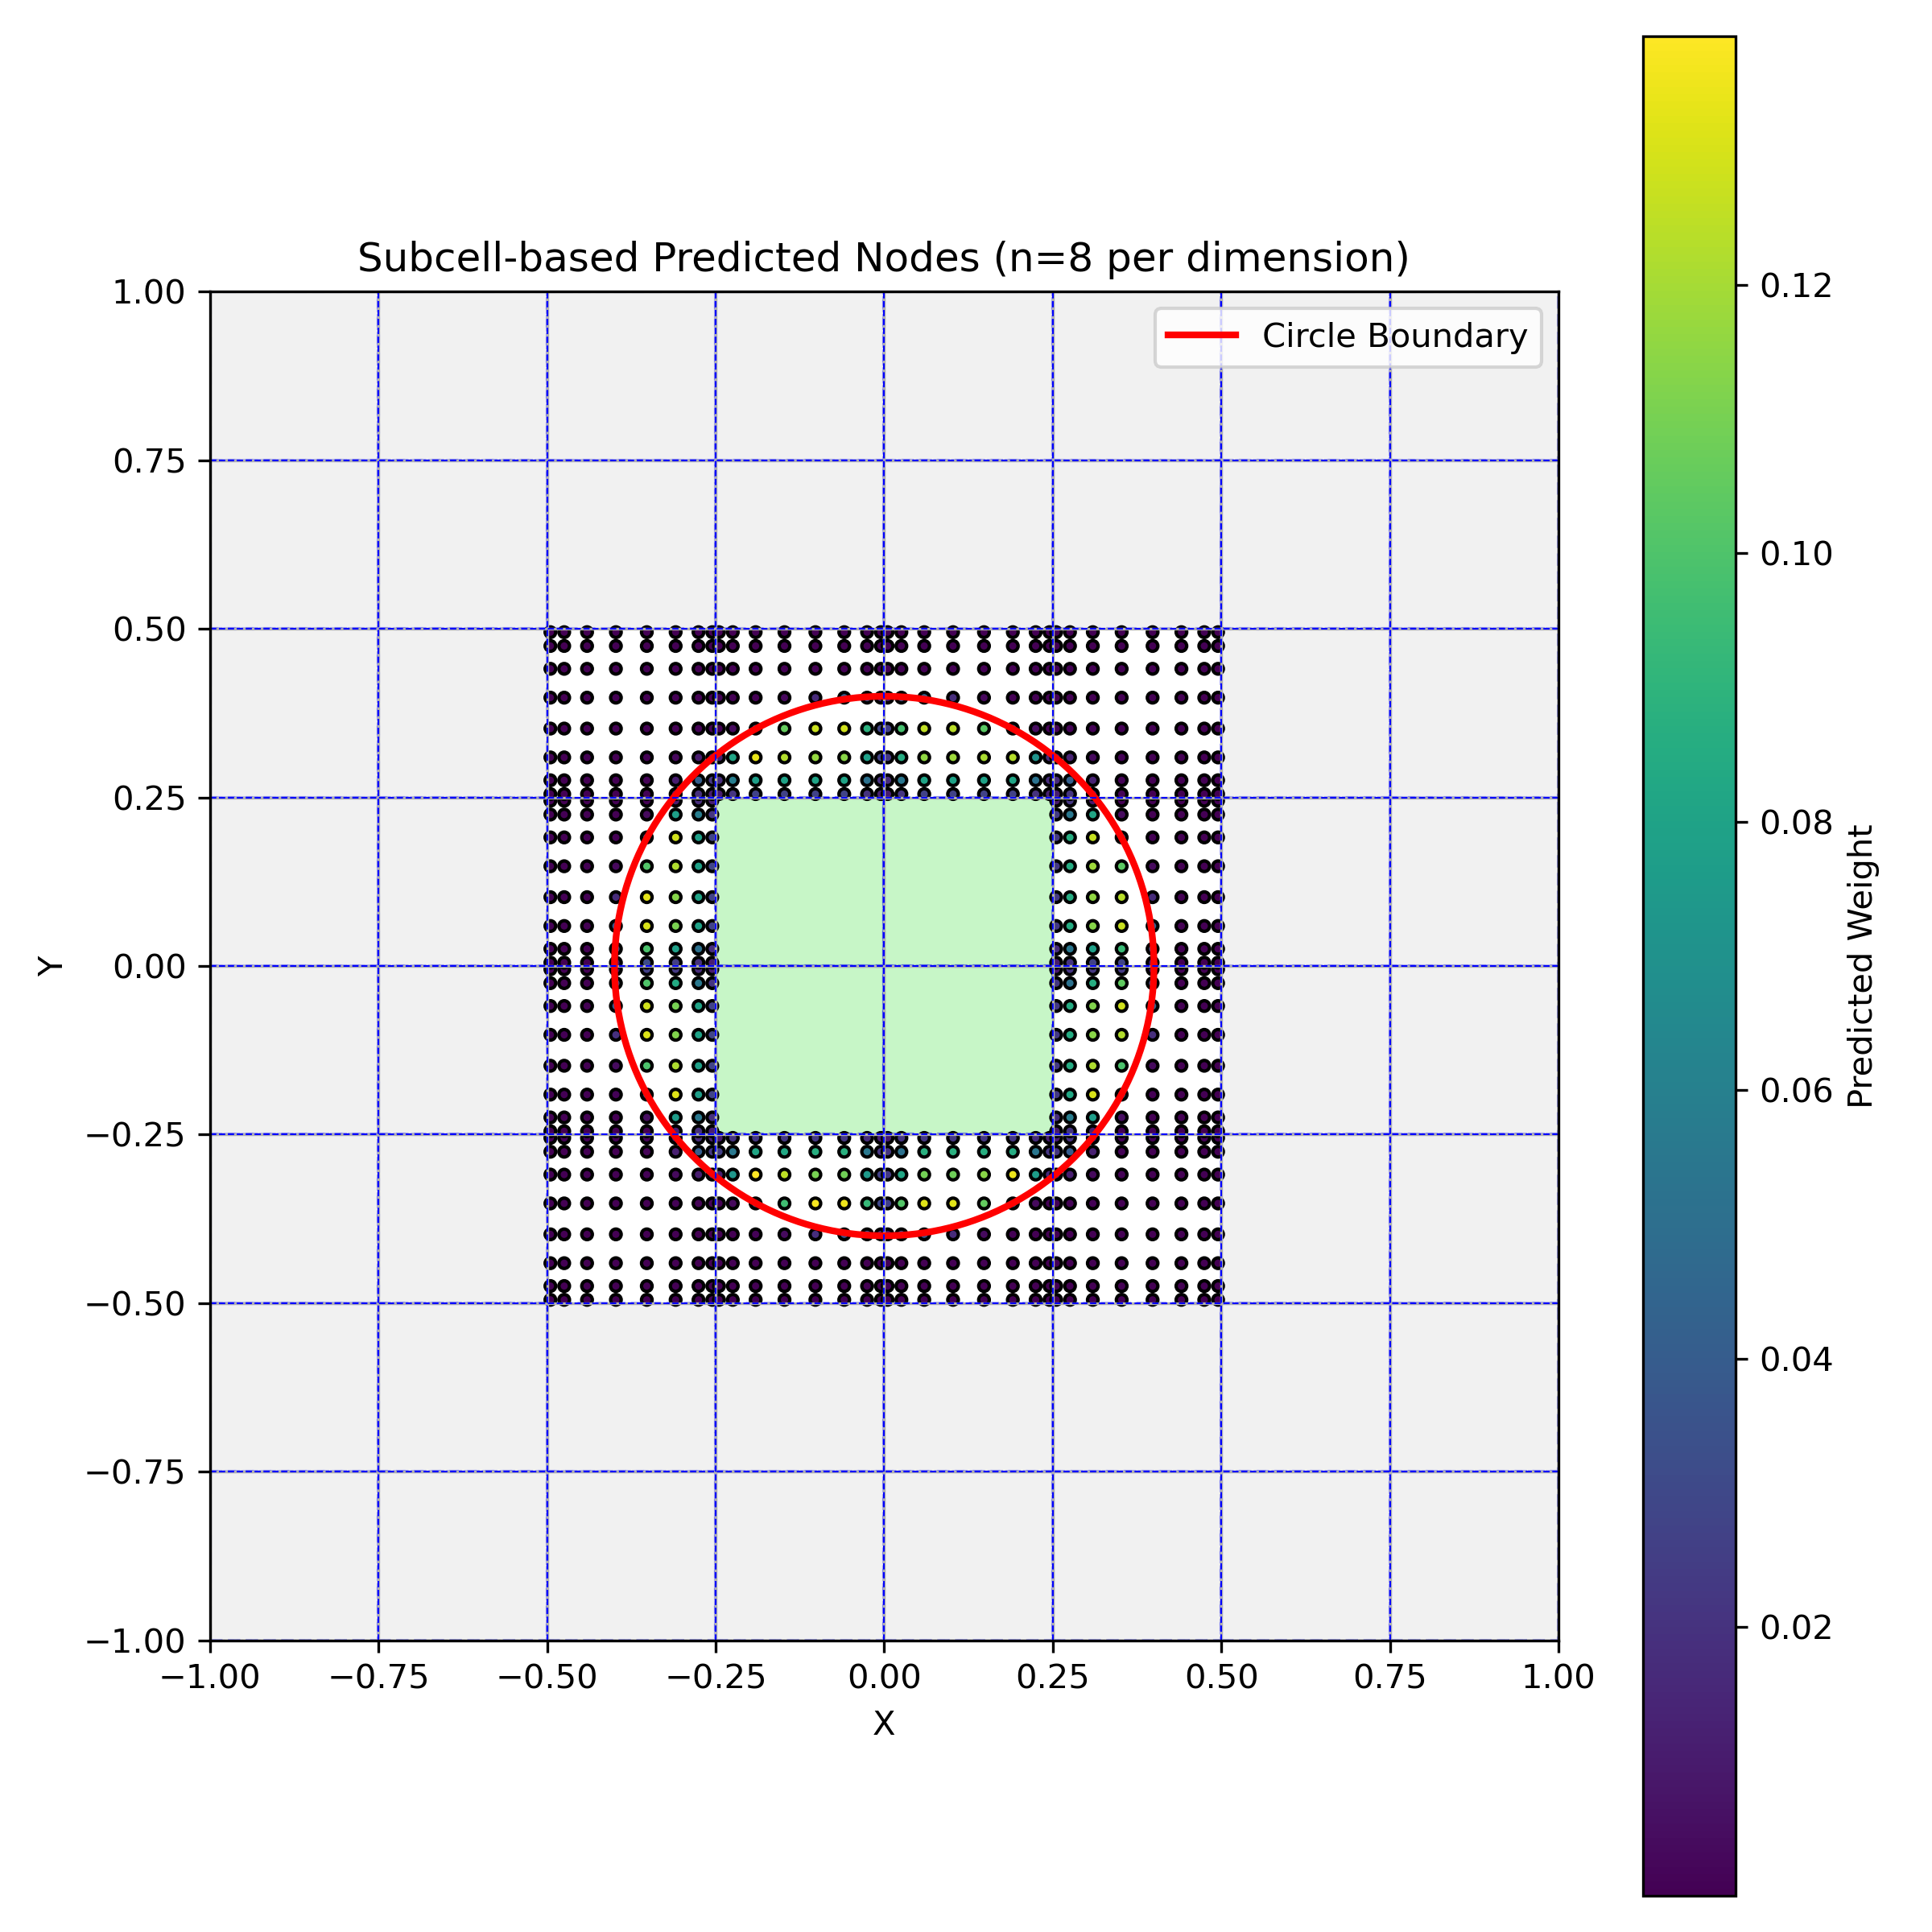 Subcell-based Predicted Nodes (n=8 per dimension)
Circle Boundary
1.00
0.75
0.50
0.25
0.00
−0.25
−0.50
−0.75
−1.00
Y
−1.00 −0.75 −0.50 −0.25 0.00 0.25 0.50 0.75 1.00
X
0.12
0.10
0.08
0.06
0.04
0.02
Predicted Weight